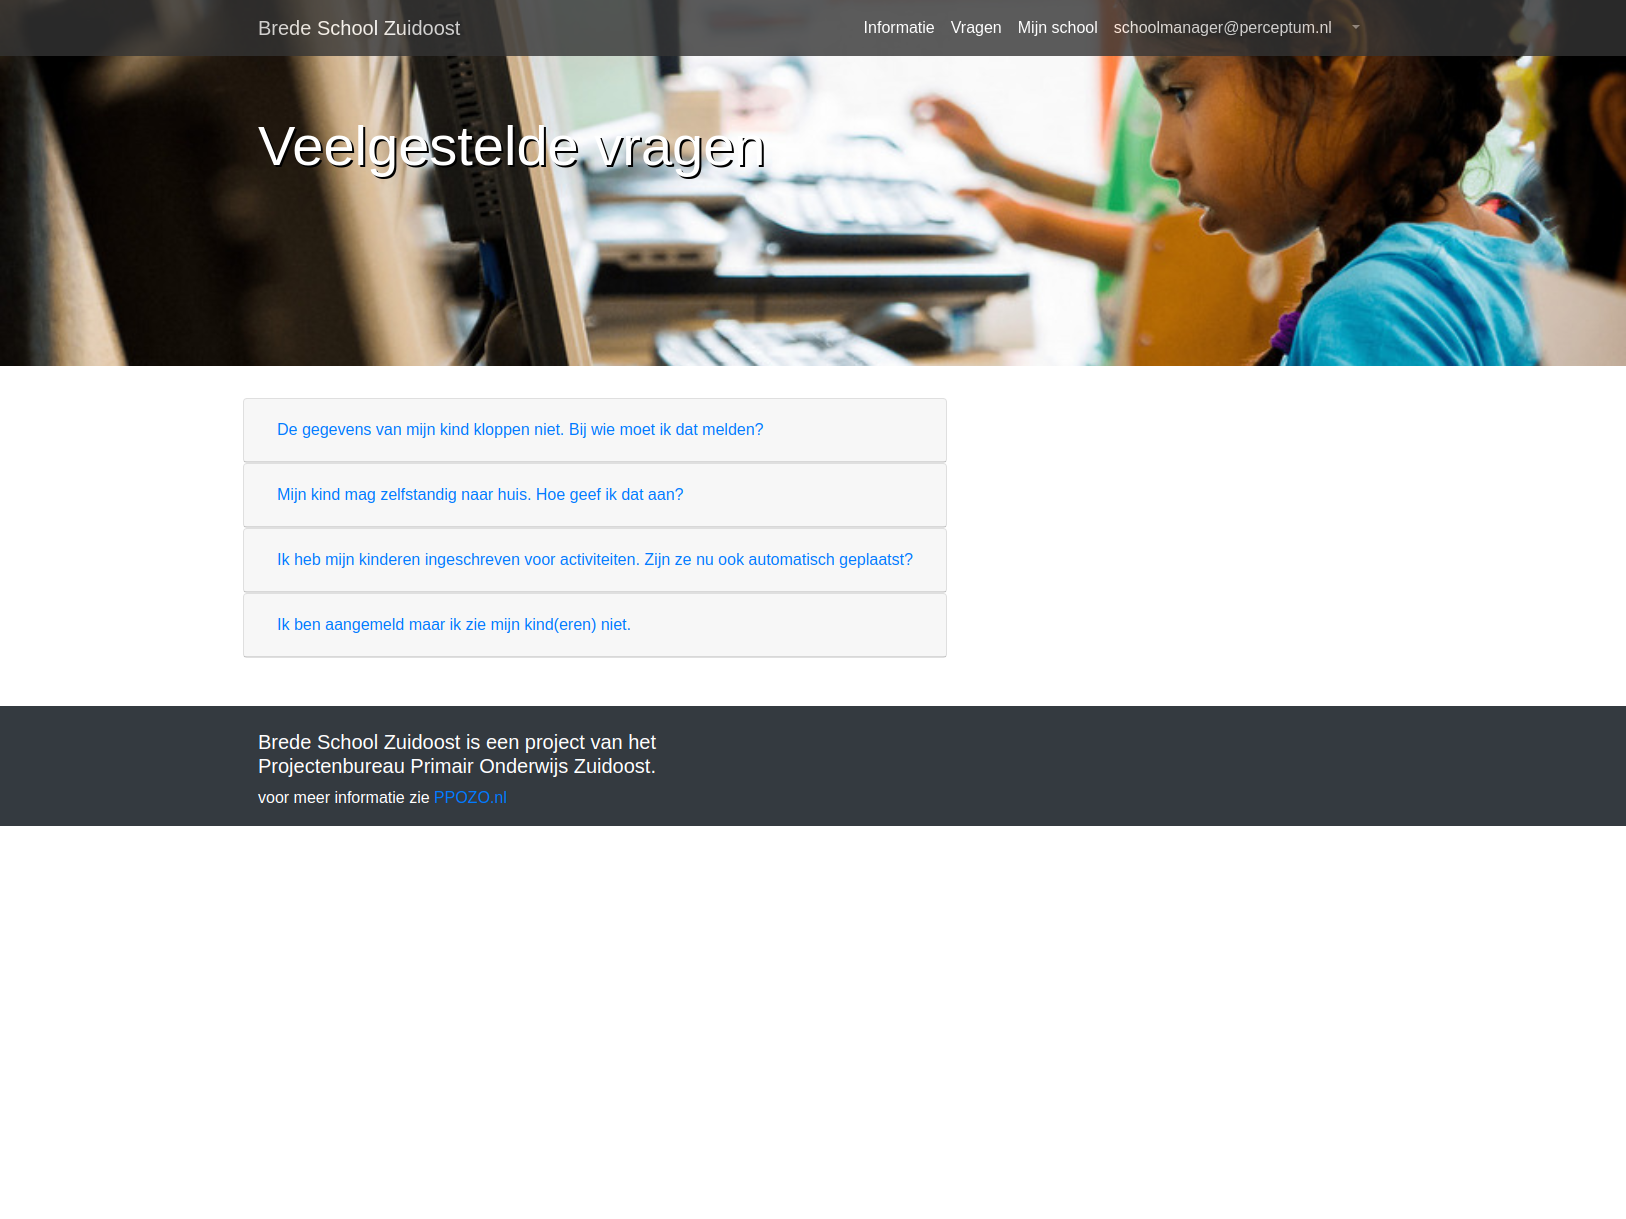 Brede School Zuidoost
Informatie Vragen Mijn school schoolmanager@perceptum.nl
Veelgestelde vragen
De gegevens van mijn kind kloppen niet. Bij wie moet ik dat melden?
Mijn kind mag zelfstandig naar huis. Hoe geef ik dat aan?
Ik heb mijn kinderen ingeschreven voor activiteiten. Zijn ze nu ook automatisch geplaatst?
Ik ben aangemeld maar ik zie mijn kind(eren) niet.
Brede School Zuidoost is een project van het
Projectenbureau Primair Onderwijs Zuidoost.
voor meer informatie zie PPOZO.nl